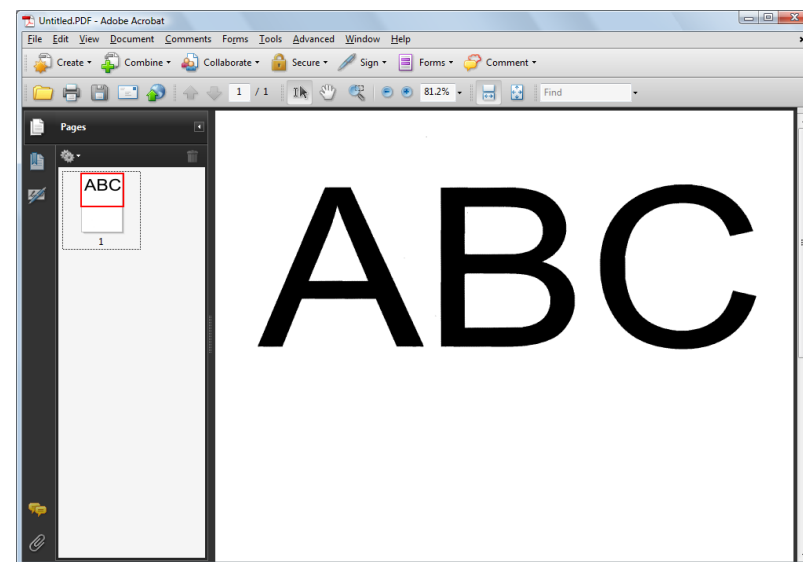 Untitled.PDF - Adobe Acrobat
File Edit View Document Comments Forms Tools Advanced Window Help
Create Combine Collaborate Secure Sign Forms Comment
1 / 1 81.2% Find
Pages
ABC
1
ABC